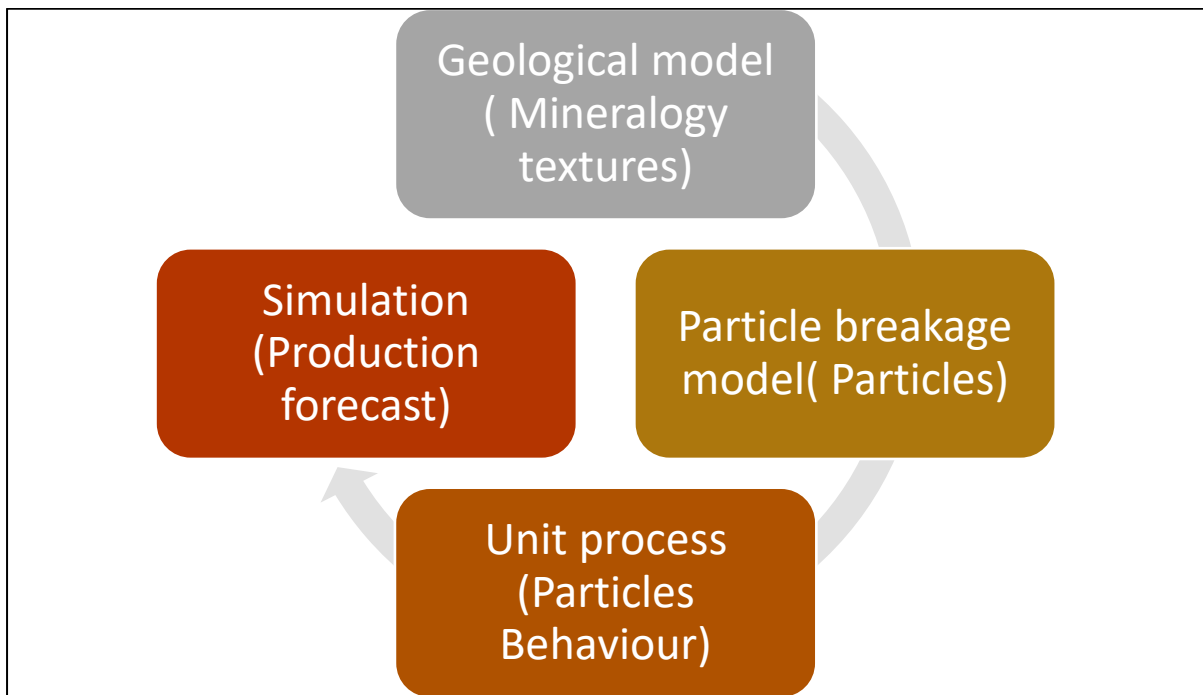 Geological model
( Mineralogy
textures)
Particle breakage
model( Particles)
Unit process
(Particles
Behaviour)
Simulation
(Production
forecast)